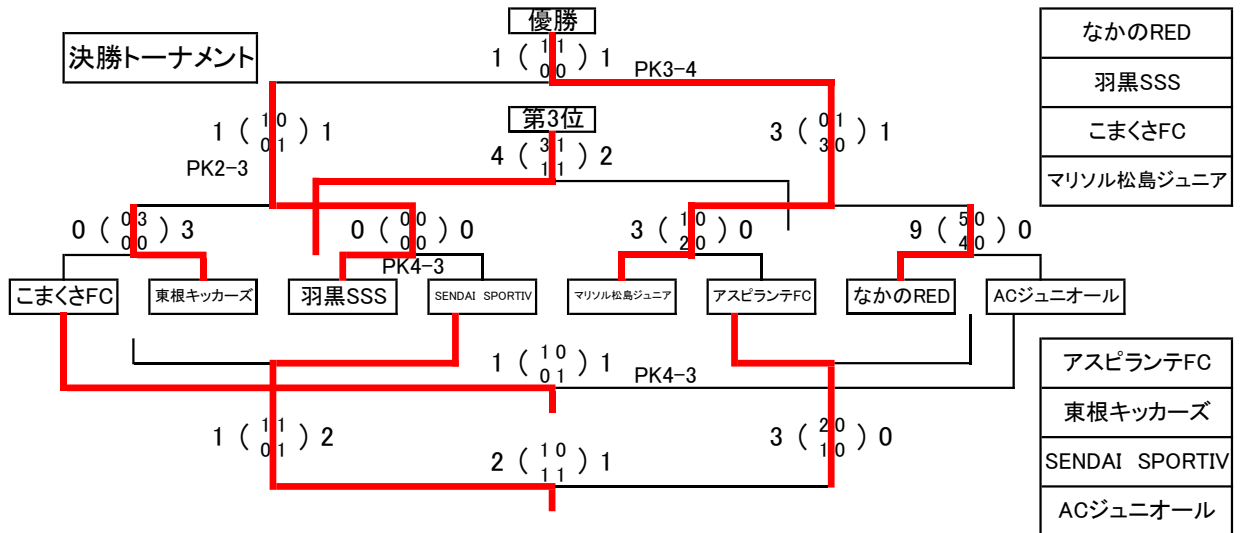 優勝
決勝トーナメント
1 ( 1 1 ) 1
0 0
PK3-4
第3位
1 ( 1 0 ) 1
0 1
PK2-3
4 ( 3 1 ) 2
1 1
3 ( 0 1 ) 1
3 0
0 ( 0 3 ) 3
0 0
0 ( 0 0 ) 0
0 0
PK4-3
3 ( 1 0 ) 0
2 0
9 ( 5 0 ) 0
4 0
こまくさFC
東根キッカーズ
羽黒SSS
SENDAI SPORTIV
マリソル松島ジュニア
アスピランテFC
なかのRED
ACジュニオール
1 ( 1 0 ) 1
0 1
PK4-3
1 ( 1 1 ) 2
0 1
2 ( 1 0 ) 1
1 1
3 ( 2 0 ) 0
1 0
なかのRED
羽黒SSS
こまくさFC
マリソル松島ジュニア
アスピランテFC
東根キッカーズ
SENDAI SPORTIV
ACジュニオール